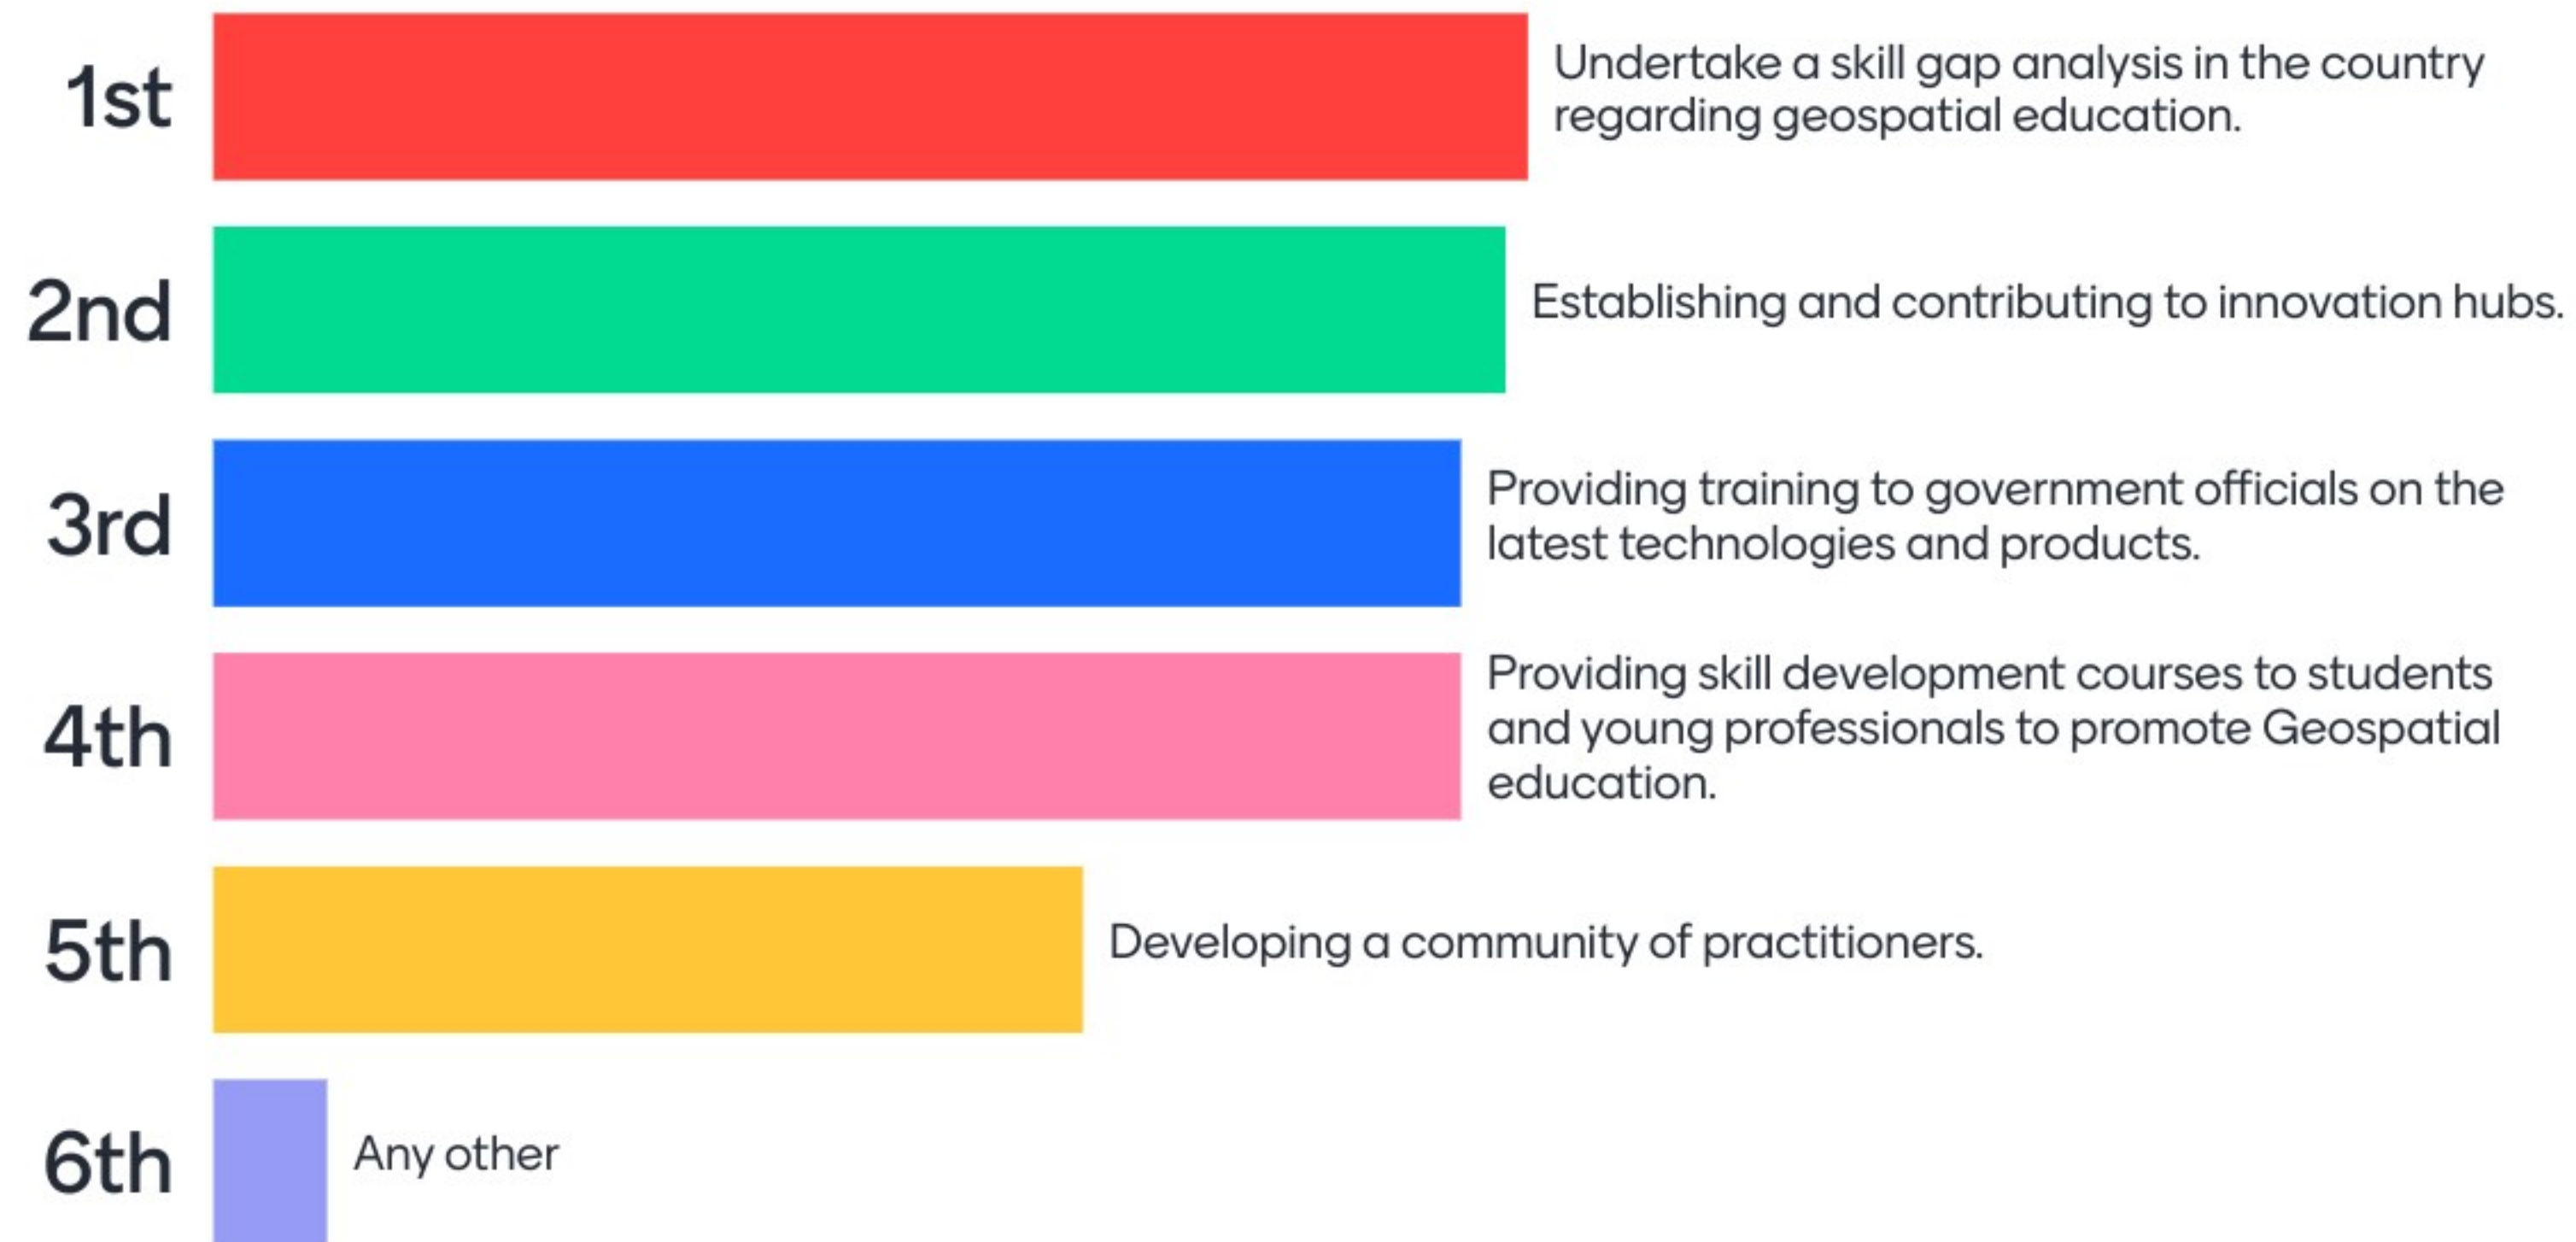 1st
Undertake a skill gap analysis in the country
regarding geospatial education.
2nd
Establishing and contributing to innovation hubs.
3rd
Providing training to government officials on the
latest technologies and products.
4th
Providing skill development courses to students
and young professionals to promote Geospatial
education.
5th
Developing a community of practitioners.
6th
Any other